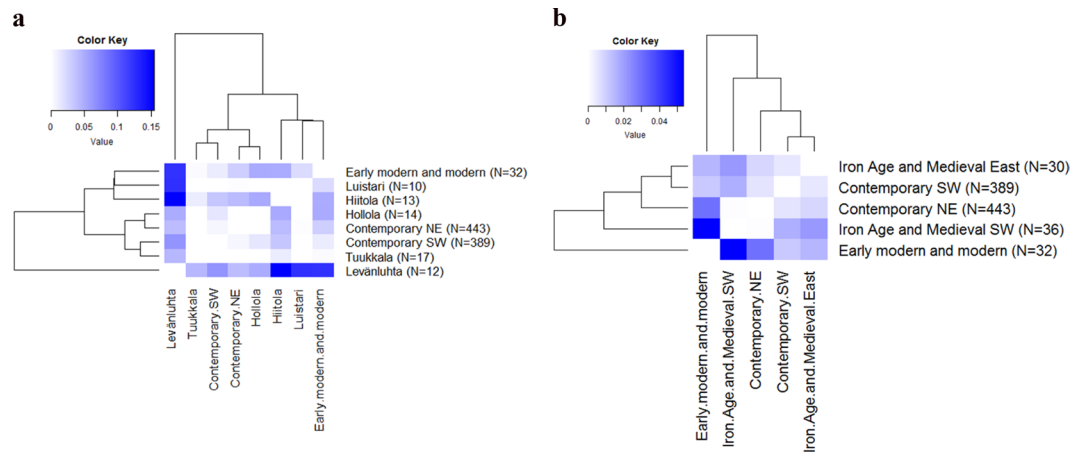 a
Color Key
0 0.05 0.1 0.15
Value
Early modern and modern (N=32)
Luistari (N=10)
Hiitola (N=13)
Hollola (N=14)
Contemporary NE (N=443)
Contemporary SW (N=389)
Tuukkala (N=17)
Levänluhta (N=12)
Levänluhta
Tuukkala
Contemporary.SW
Contemporary.NE
Hollola
Hiitola
Luistari
Early.modern.and.modern
b
Color Key
0 0.02 0.04
Value
Iron Age and Medieval East (N=30)
Contemporary SW (N=389)
Contemporary NE (N=443)
Iron Age and Medieval SW (N=36)
Early modern and modern (N=32)
Early.modern.and.modern
Iron.Age.and.Medieval.SW
Contemporary.NE
Contemporary.SW
Iron.Age.and.Medieval.East